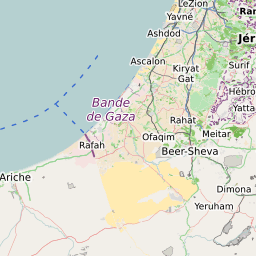 LeZion
Yavné
Ashdod
Jér
Ascalon
Kiryat
Gat
Surif
Hébro
Bande
de Gaza
Yatta
Rahat
Meitar
Ofaqim
Rafah
Beer-Sheva
Ariche
Dimona
Yeruham